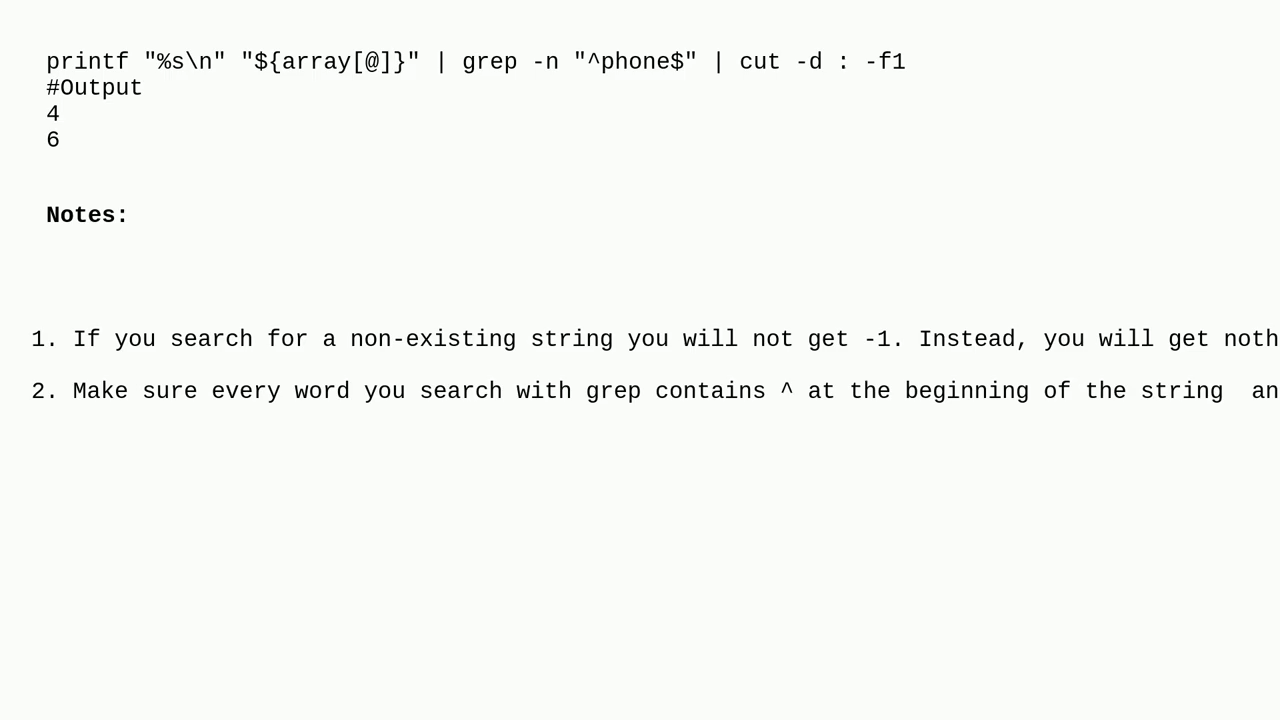 printf "%s\n" "${array[@]}" | grep -n "^phone$" | cut -d : -f1
#Output
4
6
Notes:
1. If you search for a non-existing string you will not get -1. Instead, you will get noth
2. Make sure every word you search with grep contains ^ at the beginning of the string  an